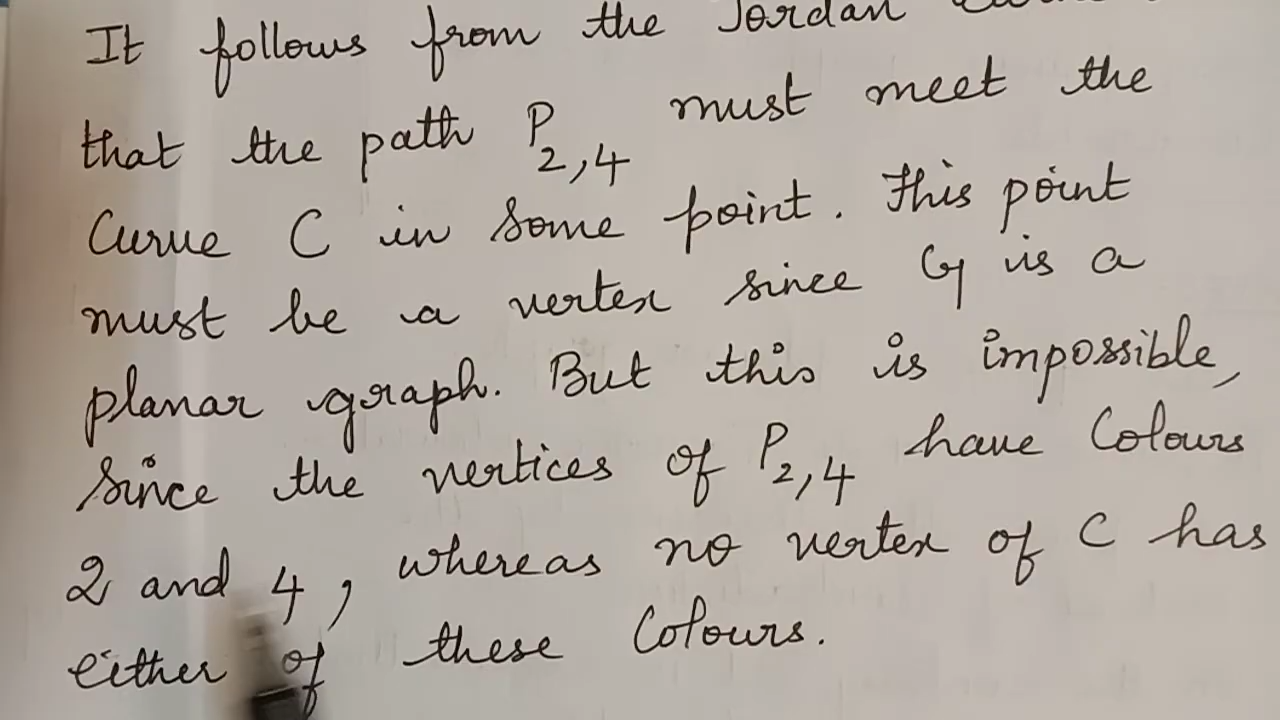 It follows from the Jordan
that the path P2,4 must meet the
Curve C in some point. This point
must be a vertex since G is a
planar graph. But this is impossible,
Since the vertices of P2,4 have Colours
2 and 4, whereas no vertex of C has
either of these Colours.